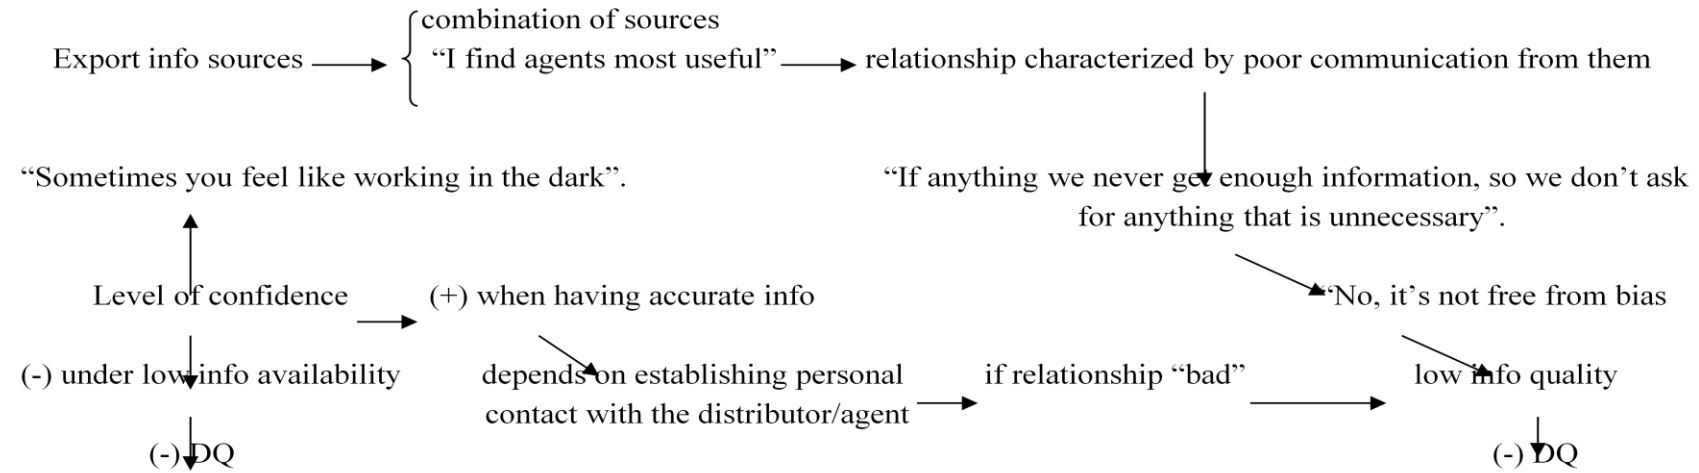 combination of sources
Export info sources
“I find agents most useful”
relationship characterized by poor communication from them
“Sometimes you feel like working in the dark”.
“If anything we never get enough information, so we don’t ask
for anything that is unnecessary”.
Level of confidence
(+) when having accurate info
“No, it’s not free from bias
(-) under low info availability
depends on establishing personal
contact with the distributor/agent
if relationship “bad”
low info quality
(-) DQ
(-) DQ